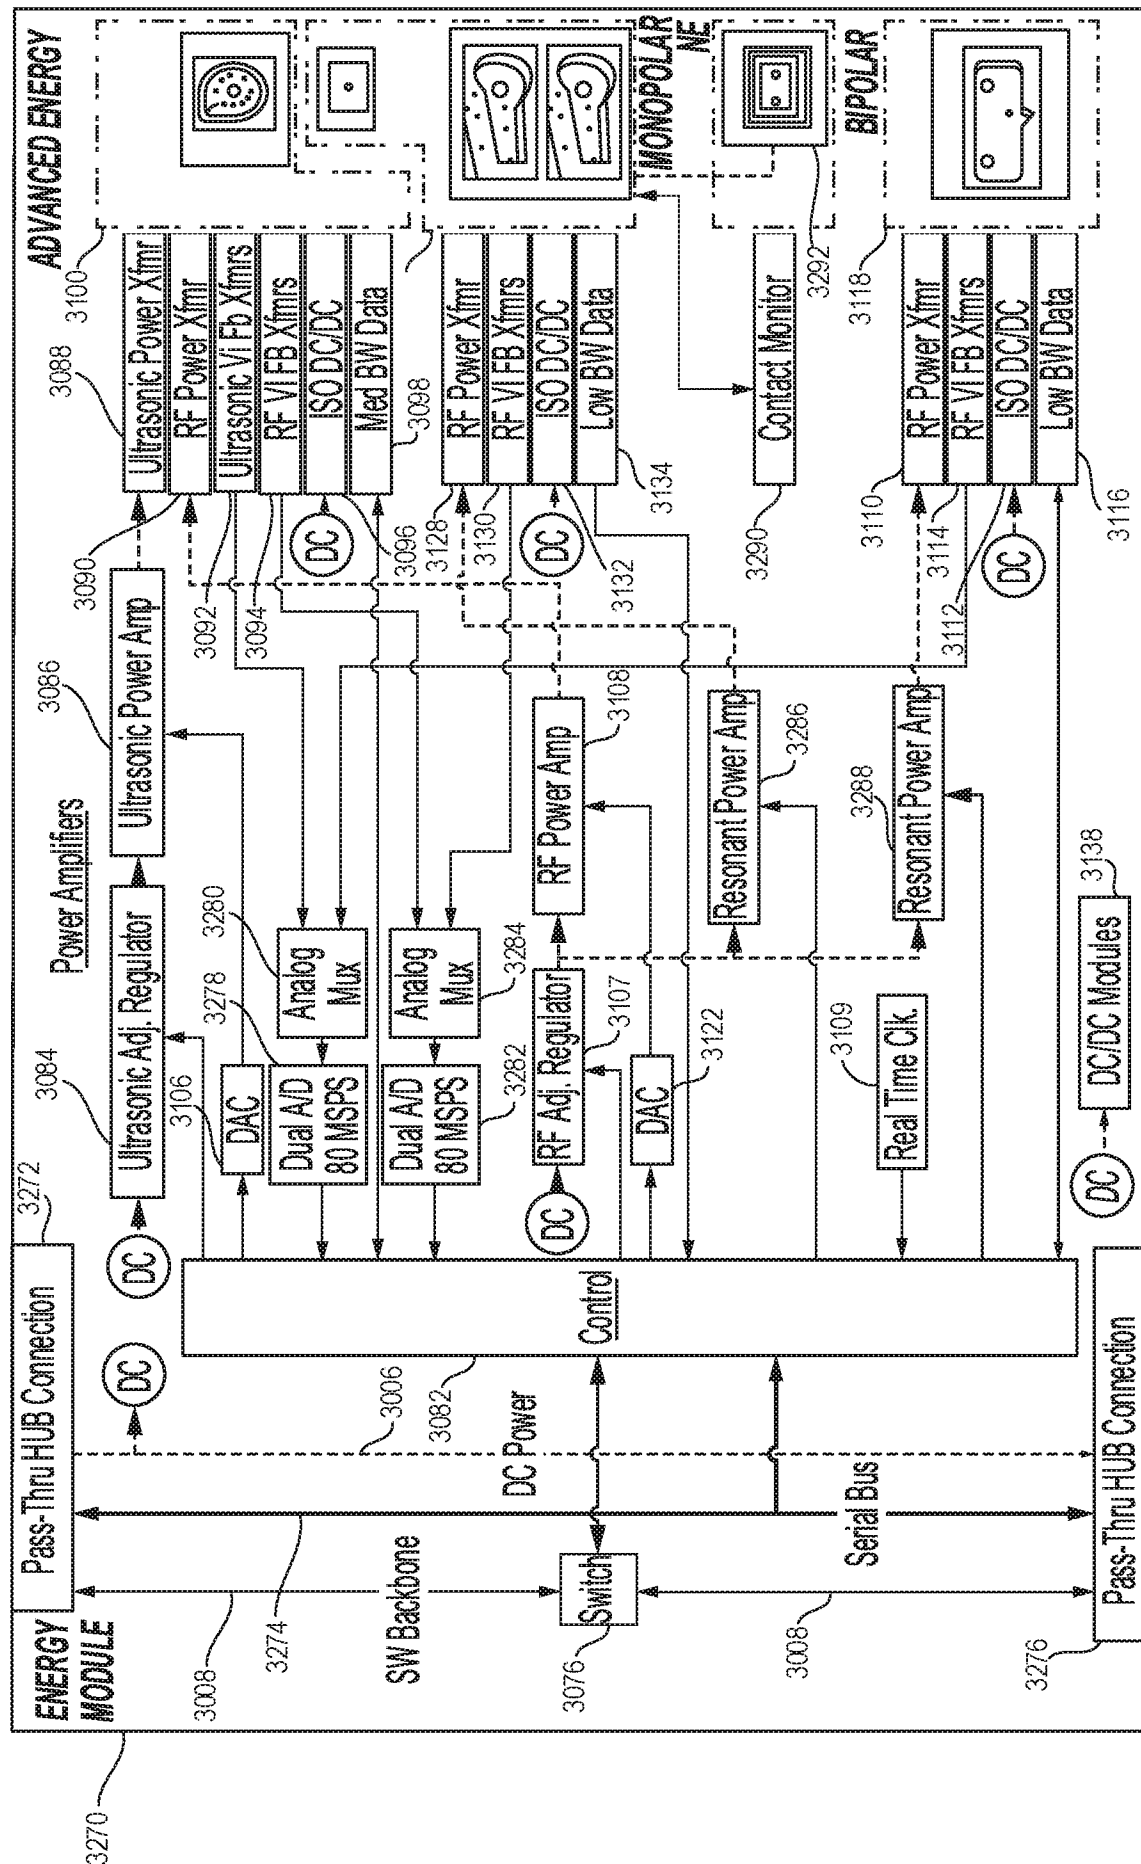 3270
ENERGY
MODULE
3272
Pass-Thru HUB Connection
3008
3274
SW Backbone
Switch
3076
3008
Serial Bus
DC Power
3006
3082
Control
3276
Pass-Thru HUB Connection
DC
DC
3084
Ultrasonic Adj. Regulator
Power Amplifiers
3086
Ultrasonic Power Amp
3106
DAC
3278
Dual A/D
80 MSPS
3280
Analog
Mux
3282
Dual A/D
80 MSPS
3284
Analog
Mux
DC
RF Adj. Regulator
3107
RF Power Amp
3108
DAC
3122
Resonant Power Amp
3286
3288
Resonant Power Amp
3109
Real Time Clk.
DC
DC/DC Modules
3138
ADVANCED ENERGY
3100
3088
Ultrasonic Power Xfmr
3090
RF Power Xfmr
3092
Ultrasonic Vi Fb Xfmrs
3094
RF VI FB Xfmrs
DC
ISO DC/DC
3096
Med BW Data
3098
MONOPOLAR
3128
RF Power Xfmr
3130
RF VI FB Xfmrs
DC
ISO DC/DC
3132
Low BW Data
3134
NE
3290
Contact Monitor
3292
BIPOLAR
3118
3110
RF Power Xfmr
3114
RF VI FB Xfmrs
3112
DC
ISO DC/DC
Low BW Data
3116